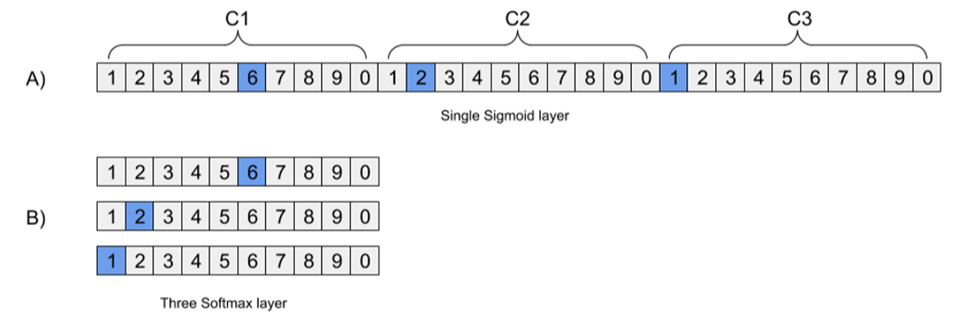 C1 C2 C3
A) 1 2 3 4 5 6 7 8 9 0 1 2 3 4 5 6 7 8 9 0 1 2 3 4 5 6 7 8 9 0
Single Sigmoid layer
1 2 3 4 5 6 7 8 9 0
B) 1 2 3 4 5 6 7 8 9 0
1 2 3 4 5 6 7 8 9 0
Three Softmax layer